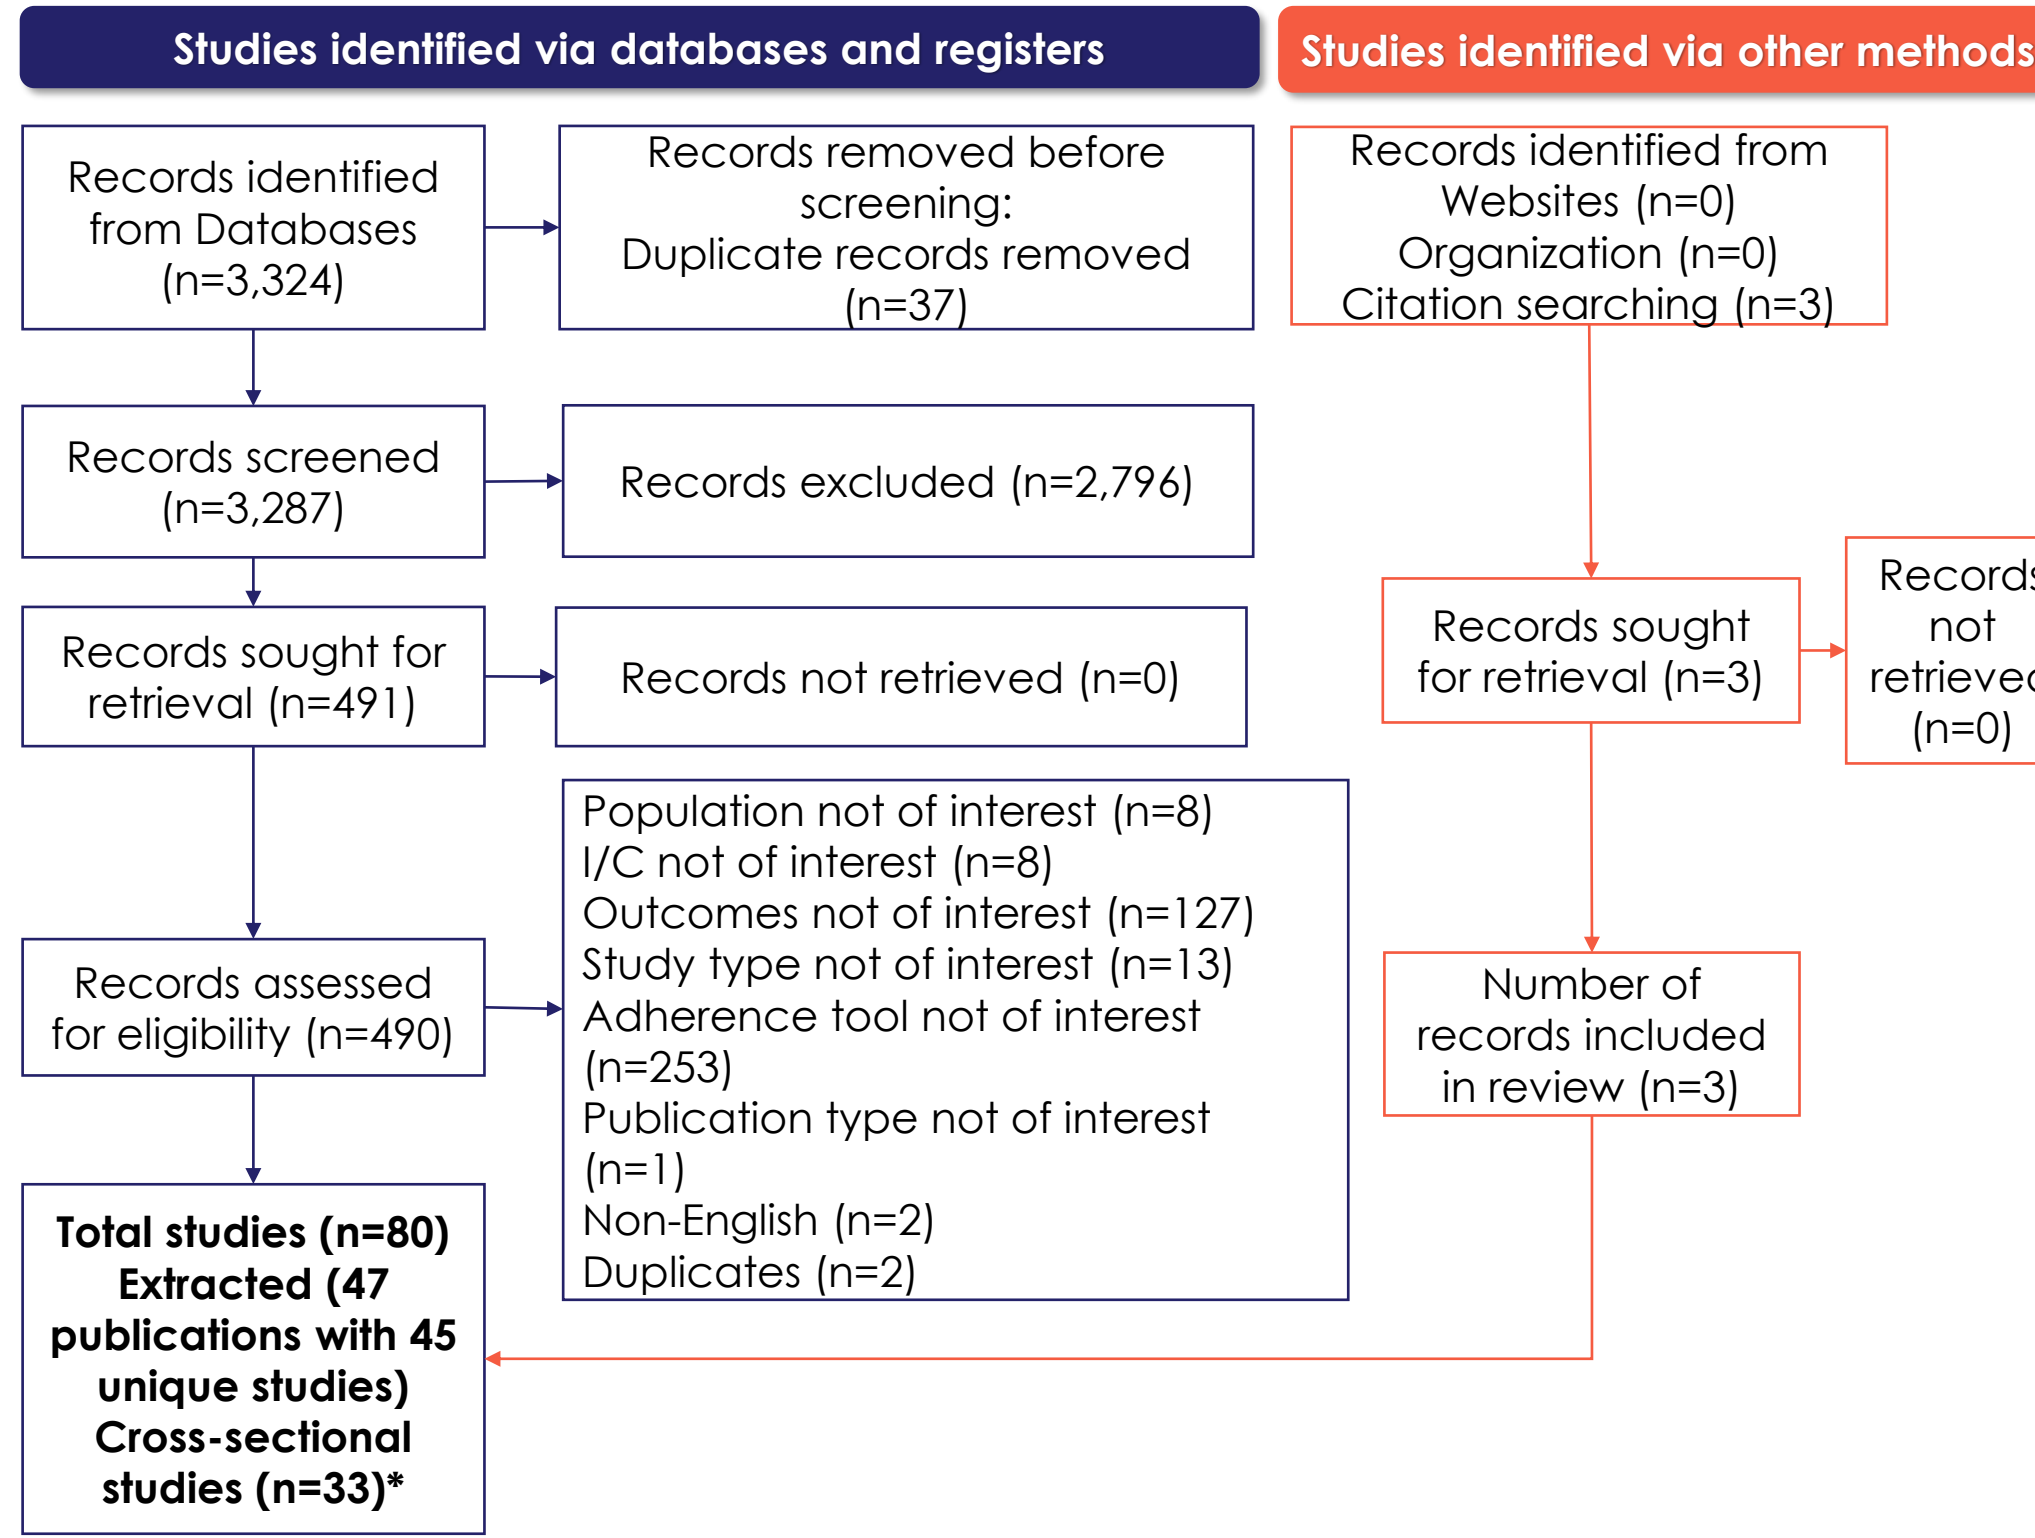 Studies identified via databases and registers
Studies identified via other methods
Records identified
from Databases
(n=3,324)
Records removed before
screening:
Duplicate records removed
(n=37)
Records identified from
Websites (n=0)
Organization (n=0)
Citation searching (n=3)
Records screened
(n=3,287)
Records excluded (n=2,796)
Records sought for
retrieval (n=491)
Records not retrieved (n=0)
Records sought
for retrieval (n=3)
Records
not
retrieved
(n=0)
Records assessed
for eligibility (n=490)
Population not of interest (n=8)
I/C not of interest (n=8)
Outcomes not of interest (n=127)
Study type not of interest (n=13)
Adherence tool not of interest
(n=253)
Publication type not of interest
(n=1)
Non-English (n=2)
Duplicates (n=2)
Number of
records included
in review (n=3)
Total studies (n=80)
Extracted (47
publications with 45
unique studies)
Cross-sectional
studies (n=33)*